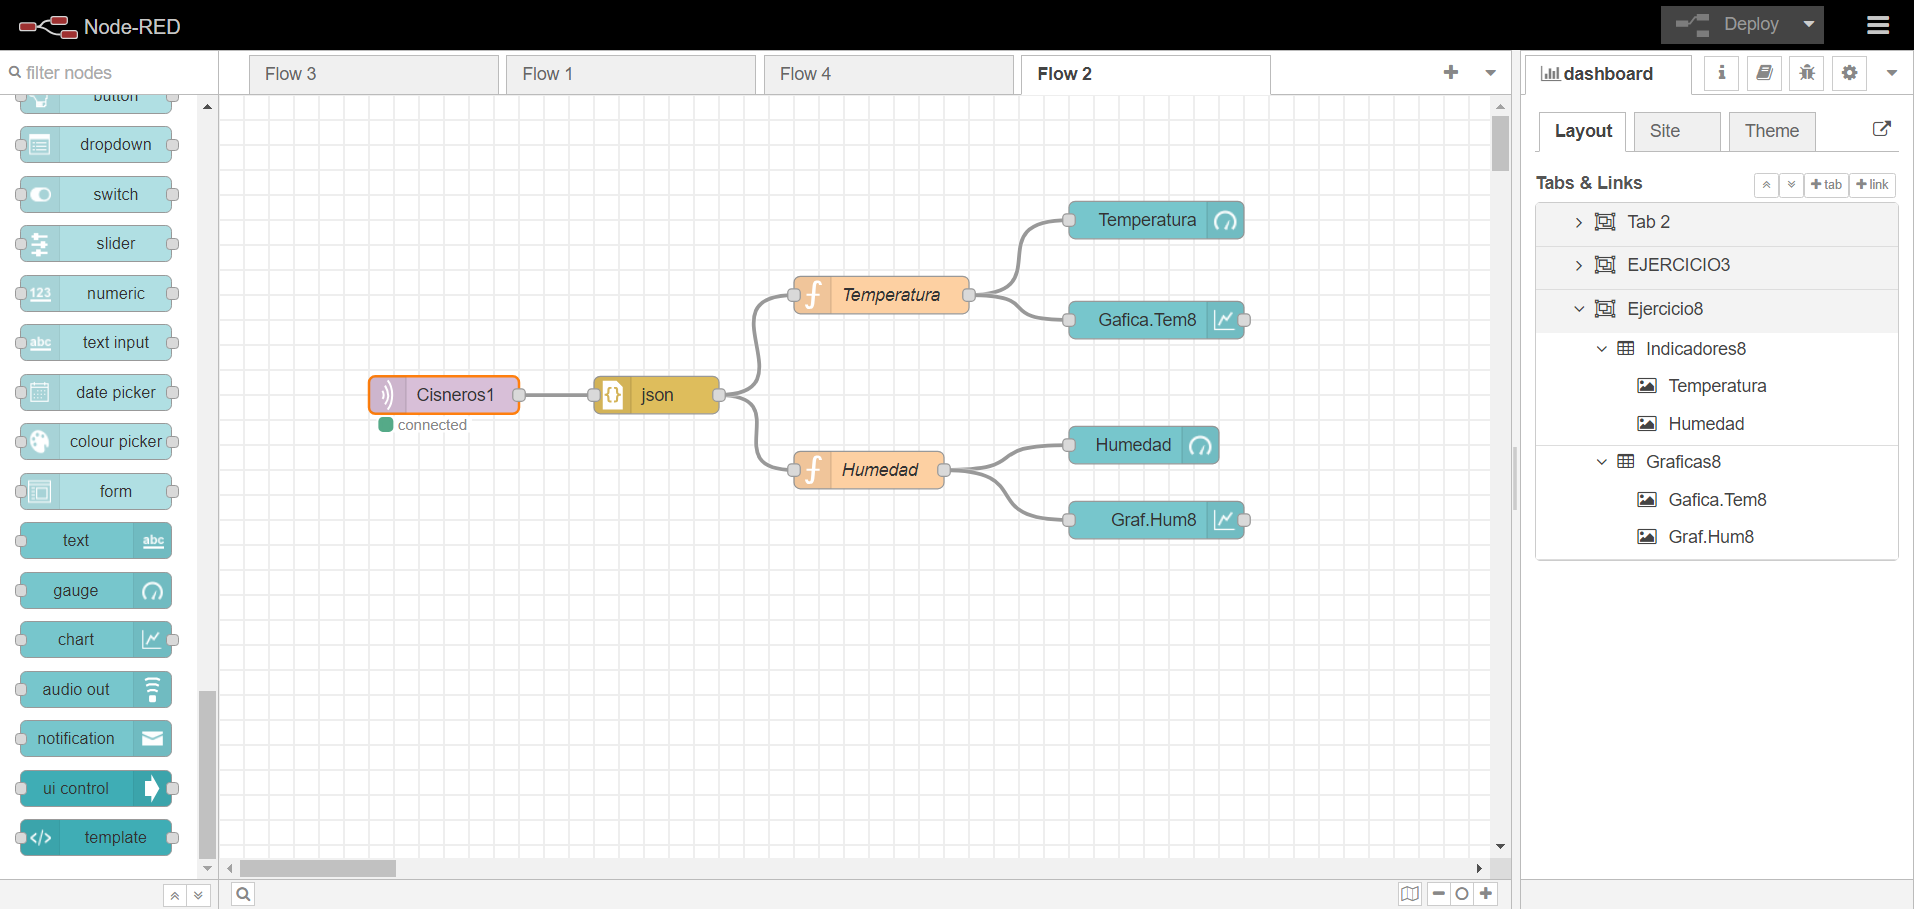 Node-RED
Deploy
filter nodes
Flow 3
Flow 1
Flow 4
Flow 2
dashboard
i
button
dropdown
switch
slider
123 numeric
abc text input
date picker
colour picker
form
text abc
gauge
chart
audio out
notification
ui control
</> template
Cisneros1
connected
{} json
f Temperatura
f Humedad
Temperatura
Gafica.Tem8
Humedad
Graf.Hum8
Layout
Site
Theme
Tabs & Links
+ tab
+ link
Tab 2
EJERCICIO3
Ejercicio8
Indicadores8
Temperatura
Humedad
Graficas8
Gafica.Tem8
Graf.Hum8